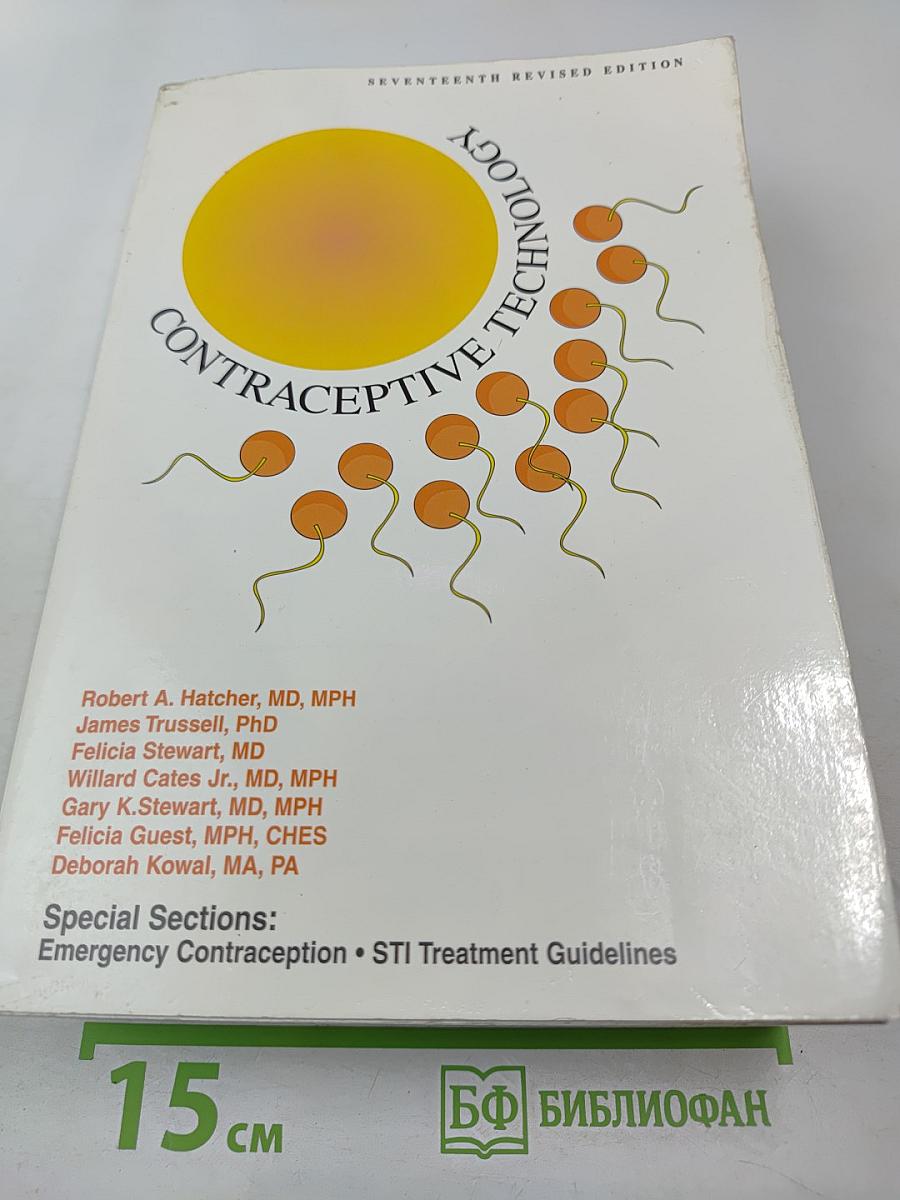 SEVENTEENTH REVISED EDITION
CONTRACEPTIVE TECHNOLOGY
Robert A. Hatcher, MD, MPH
James Trussell, PhD
Felicia Stewart, MD
Willard Cates Jr., MD, MPH
Gary K.Stewart, MD, MPH
Felicia Guest, MPH, CHES
Deborah Kowal, MA, PA
Special Sections:
Emergency Contraception • STI Treatment Guidelines
15 см
БФ БИБЛИОФАН